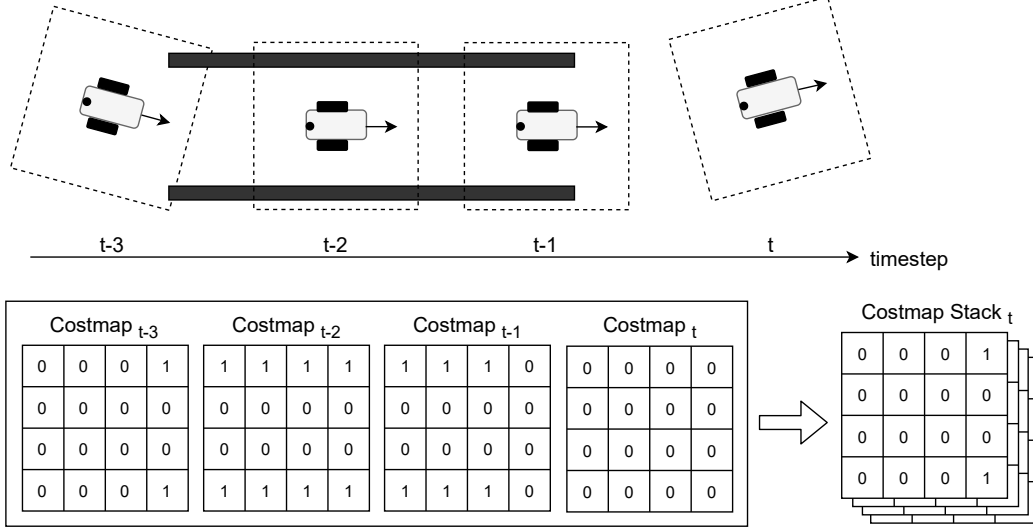 t-3 t-2 t-1 t
timestep
Costmap t-3 Costmap t-2 Costmap t-1 Costmap t Costmap Stack t
0 0 0 1 1 1 1 1 1 1 1 0 0 0 0 0 0 0 0 1
0 0 0 0 0 0 0 0 0 0 0 0 0 0 0 0 0 0 0 0
0 0 0 0 0 0 0 0 0 0 0 0 0 0 0 0 0 0 0 0
0 0 0 1 1 1 1 1 1 1 1 0 0 0 0 0 0 0 0 1